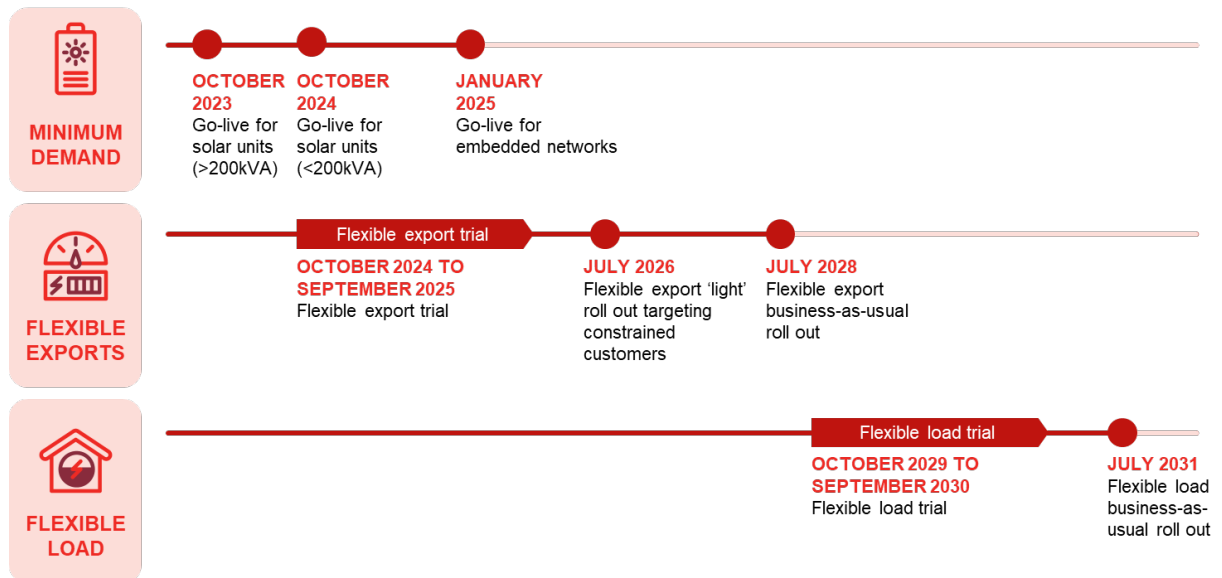 MINIMUM
DEMAND
OCTOBER
2023
Go-live for
solar units
(>200kVA)
OCTOBER
2024
Go-live for
solar units
(<200kVA)
JANUARY
2025
Go-live for
embedded networks
FLEXIBLE
EXPORTS
Flexible export trial
OCTOBER 2024 TO
SEPTEMBER 2025
Flexible export trial
JULY 2026
Flexible export ‘light’
roll out targeting
constrained
customers
JULY 2028
Flexible export
business-as-usual
roll out
FLEXIBLE
LOAD
Flexible load trial
OCTOBER 2029 TO
SEPTEMBER 2030
Flexible load trial
JULY 2031
Flexible load
business-as-
usual roll out